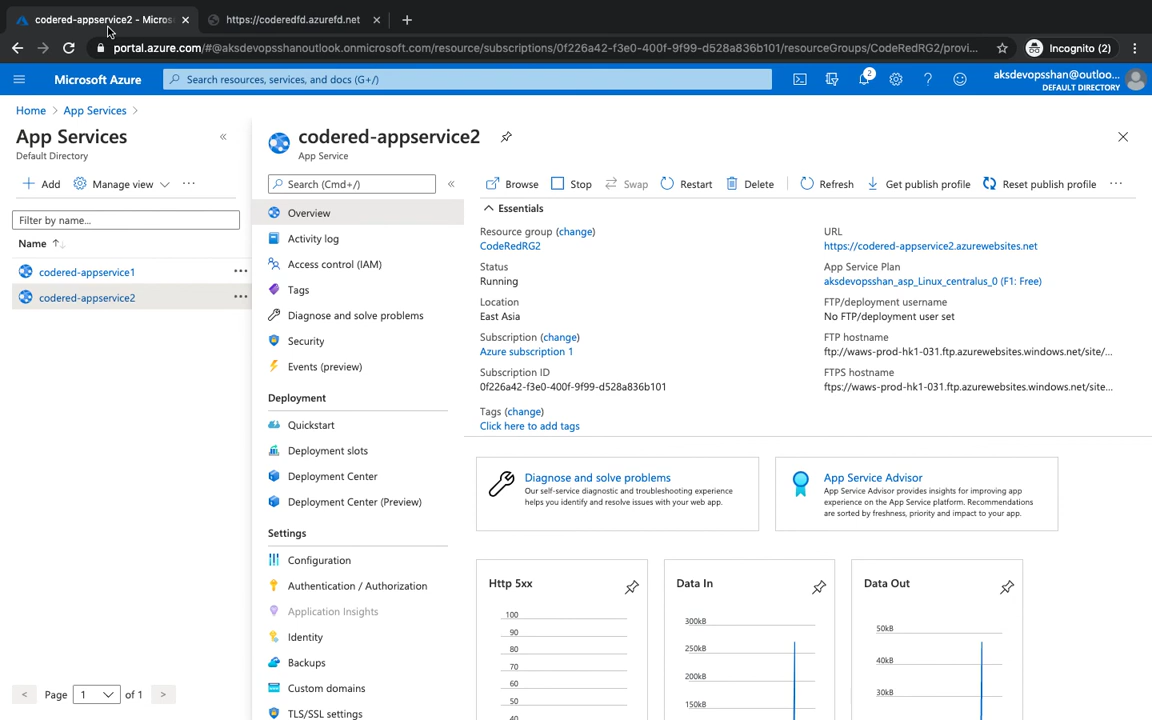 codered-appservice2 - Micros
https://coderedfd.azurefd.net
portal.azure.com/#@aksdevopsshanoutlook.onmicrosoft.com/resource/subscriptions/0f226a42-f3e0-400f-9f99-d528a836b101/resourceGroups/CodeRedRG2/provi...
Incognito (2)
Microsoft Azure
Search resources, services, and docs (G+/)
2
aksdevopsshan@outloo...
DEFAULT DIRECTORY
Home > App Services >
App Services
Default Directory
Add
Manage view
Filter by name...
Name
codered-appservice1
codered-appservice2
Page 1 of 1
codered-appservice2
App Service
Search (Cmd+/)
Overview
Activity log
Access control (IAM)
Tags
Diagnose and solve problems
Security
Events (preview)
Deployment
Quickstart
Deployment slots
Deployment Center
Deployment Center (Preview)
Settings
Configuration
Authentication / Authorization
Application Insights
Identity
Backups
Custom domains
TLS/SSL settings
Browse
Stop
Swap
Restart
Delete
Refresh
Get publish profile
Reset publish profile
Essentials
Resource group (change)
CodeRedRG2
Status
Running
Location
East Asia
Subscription (change)
Azure subscription 1
Subscription ID
0f226a42-f3e0-400f-9f99-d528a836b101
Tags (change)
Click here to add tags
URL
https://codered-appservice2.azurewebsites.net
App Service Plan
aksdevopsshan_asp_Linux_centralus_0 (F1: Free)
FTP/deployment username
No FTP/deployment user set
FTP hostname
ftp://waws-prod-hk1-031.ftp.azurewebsites.windows.net/site/...
FTPS hostname
ftps://waws-prod-hk1-031.ftp.azurewebsites.windows.net/site...
Diagnose and solve problems
Our self-service diagnostic and troubleshooting experience
helps you identify and resolve issues with your web app.
App Service Advisor
App Service Advisor provides insights for improving app
experience on the App Service platform. Recommendations
are sorted by freshness, priority and impact to your app.
Http 5xx
100
90
80
70
60
50
40
Data In
300kB
250kB
200kB
150kB
Data Out
50kB
40kB
30kB